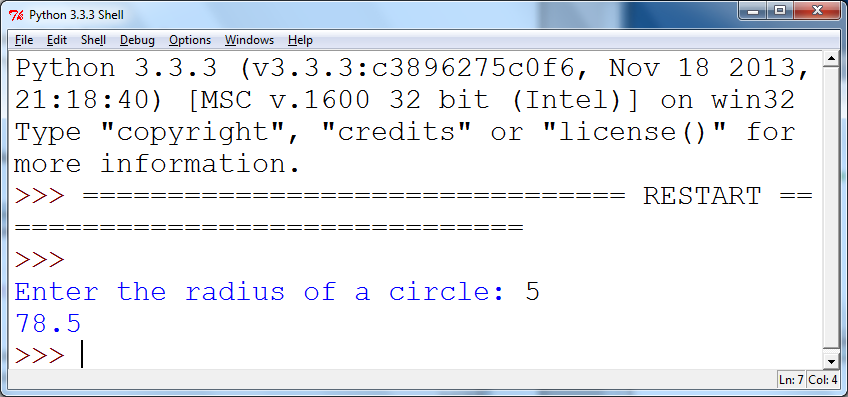 Python 3.3.3 Shell
File Edit Shell Debug Options Windows Help
Python 3.3.3 (v3.3.3:c3896275c0f6, Nov 18 2013,
21:18:40) [MSC v.1600 32 bit (Intel)] on win32
Type "copyright", "credits" or "license()" for
more information.
>>> ================================ RESTART ==
==============================
>>>
Enter the radius of a circle: 5
78.5
>>>
Ln: 7 Col: 4